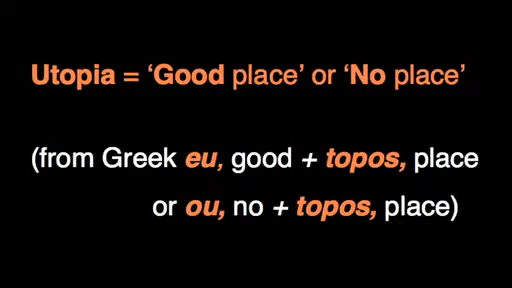 Utopia = ‘Good place’ or ‘No place’
(from Greek eu, good + topos, place
or ou, no + topos, place)